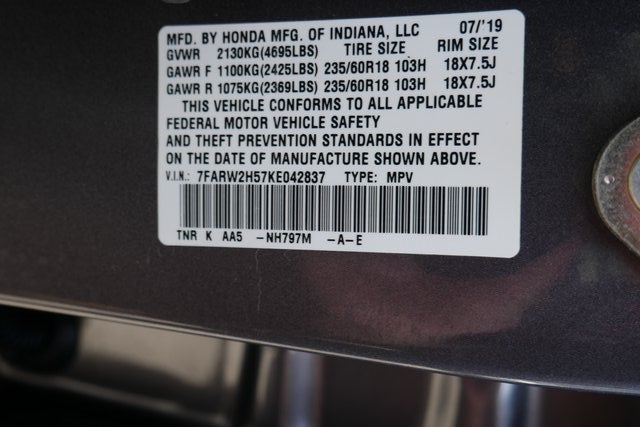 MFD. BY HONDA MFG. OF INDIANA, LLC 07/'19
GVWR 2130KG(4695LBS) TIRE SIZE RIM SIZE
GAWR F 1100KG(2425LBS) 235/60R18 103H 18X7.5J
GAWR R 1075KG(2369LBS) 235/60R18 103H 18X7.5J
THIS VEHICLE CONFORMS TO ALL APPLICABLE
FEDERAL MOTOR VEHICLE SAFETY
AND THEFT PREVENTION STANDARDS IN EFFECT
ON THE DATE OF MANUFACTURE SHOWN ABOVE.
V.I.N.: 7FARW2H57KE042837 TYPE: MPV
TNR K AA5 -NH797M -A-E